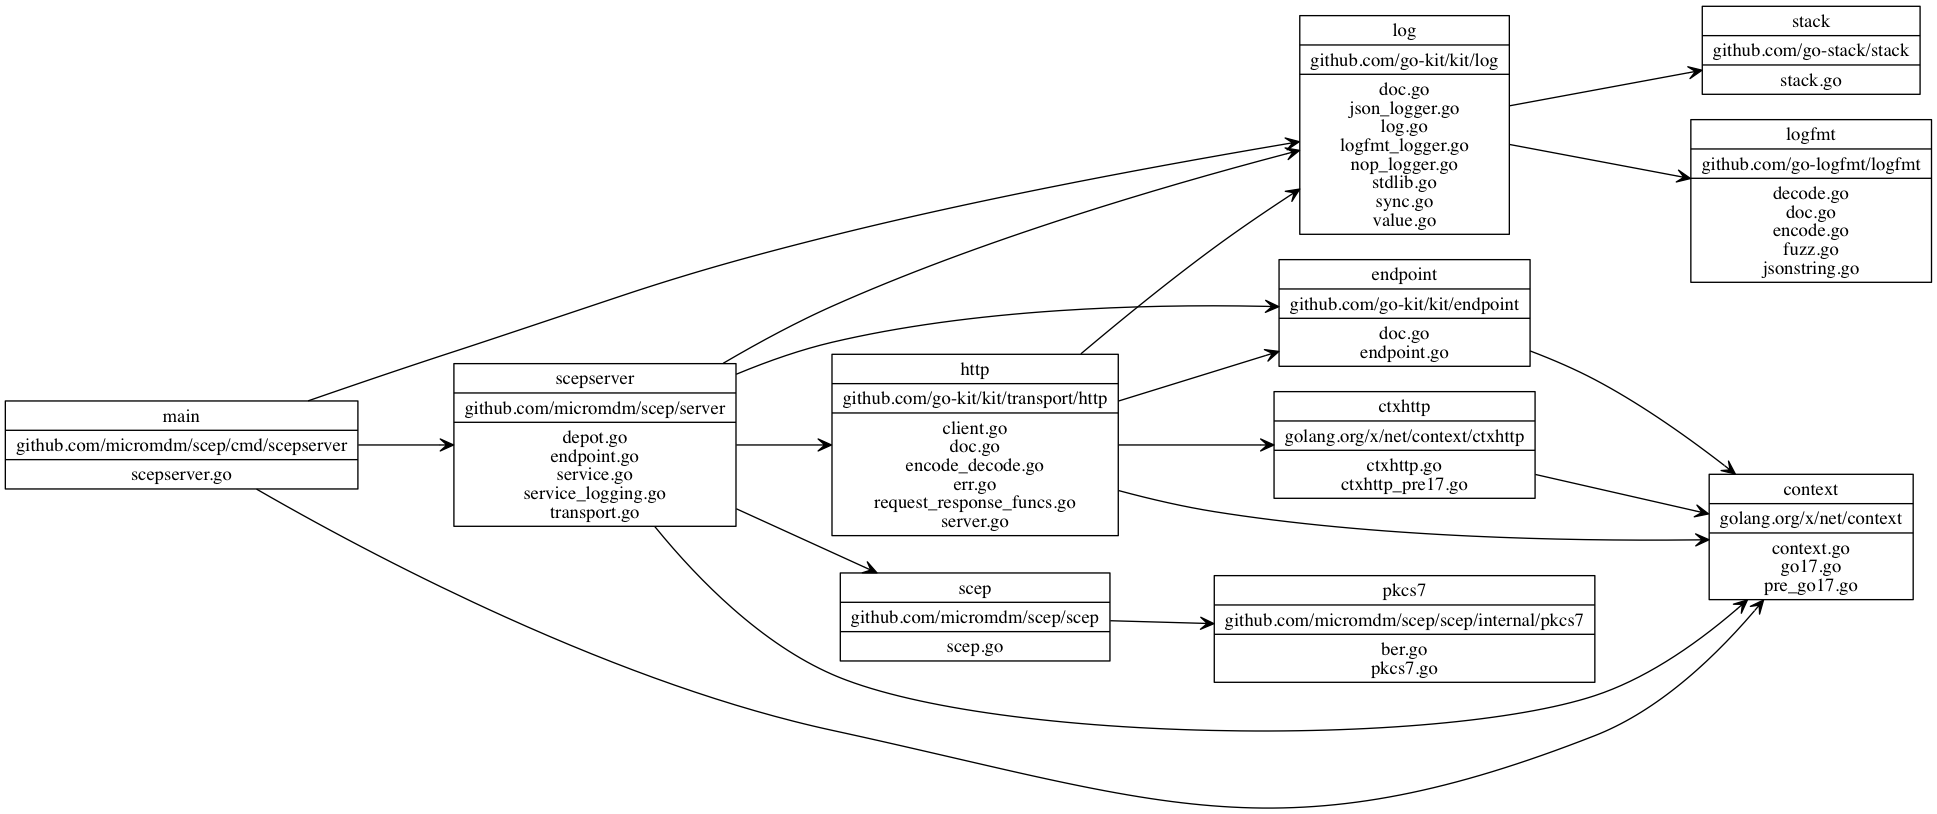 main
github.com/micromdm/scep/cmd/scepserver
scepserver.go
scepserver
github.com/micromdm/scep/server
depot.go
endpoint.go
service.go
service_logging.go
transport.go
http
github.com/go-kit/kit/transport/http
client.go
doc.go
encode_decode.go
err.go
request_response_funcs.go
server.go
scep
github.com/micromdm/scep/scep
scep.go
log
github.com/go-kit/kit/log
doc.go
json_logger.go
log.go
logfmt_logger.go
nop_logger.go
stdlib.go
sync.go
value.go
endpoint
github.com/go-kit/kit/endpoint
doc.go
endpoint.go
ctxhttp
golang.org/x/net/context/ctxhttp
ctxhttp.go
ctxhttp_pre17.go
pkcs7
github.com/micromdm/scep/scep/internal/pkcs7
ber.go
pkcs7.go
stack
github.com/go-stack/stack
stack.go
logfmt
github.com/go-logfmt/logfmt
decode.go
doc.go
encode.go
fuzz.go
jsonstring.go
context
golang.org/x/net/context
context.go
go17.go
pre_go17.go